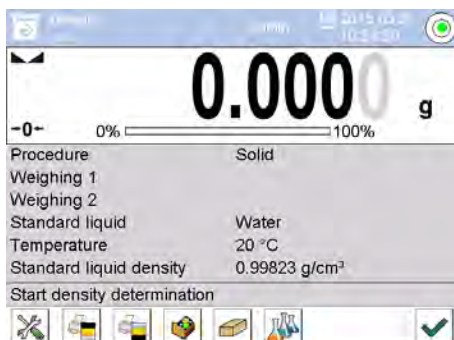 0.0000 g
-0- 0% 100%
Procedure Solid
Weighing 1
Weighing 2
Standard liquid Water
Temperature 20 °C
Standard liquid density 0.99823 g/cm³
Start density determination